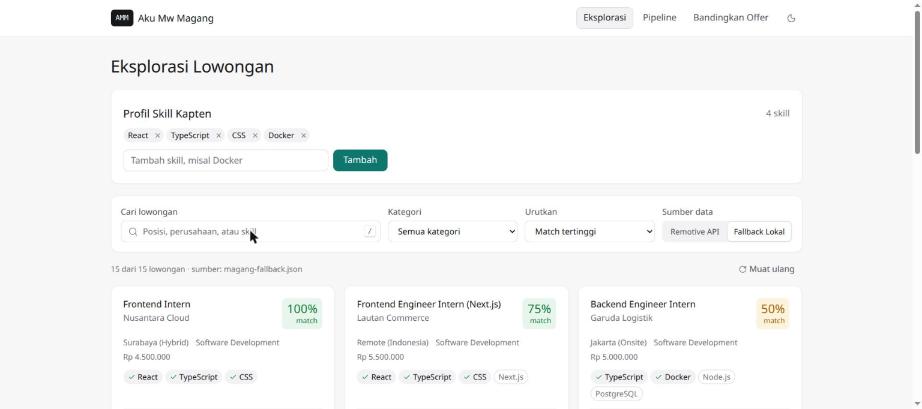 AMM Aku Mw Magang Eksplorasi Pipeline Bandingkan Offer
Eksplorasi Lowongan
Profil Skill Kapten 4 skill
React × TypeScript × CSS × Docker ×
Tambah skill, misal Docker Tambah
Cari lowongan Kategori Urutkan Sumber data
Posisi, perusahaan, atau skill / Semua kategori Match tertinggi Remotive API Fallback Lokal
15 dari 15 lowongan · sumber: magang-fallback.json Muat ulang
Frontend Intern
Nusantara Cloud
100%
match
Surabaya (Hybrid) Software Development
Rp 4.500.000
✓ React ✓ TypeScript ✓ CSS
Frontend Engineer Intern (Next.js)
Lautan Commerce
75%
match
Remote (Indonesia) Software Development
Rp 5.500.000
✓ React ✓ TypeScript ✓ CSS Next.js
Backend Engineer Intern
Garuda Logistik
50%
match
Jakarta (Onsite) Software Development
Rp 5.000.000
✓ TypeScript ✓ Docker Node.js
PostgreSQL